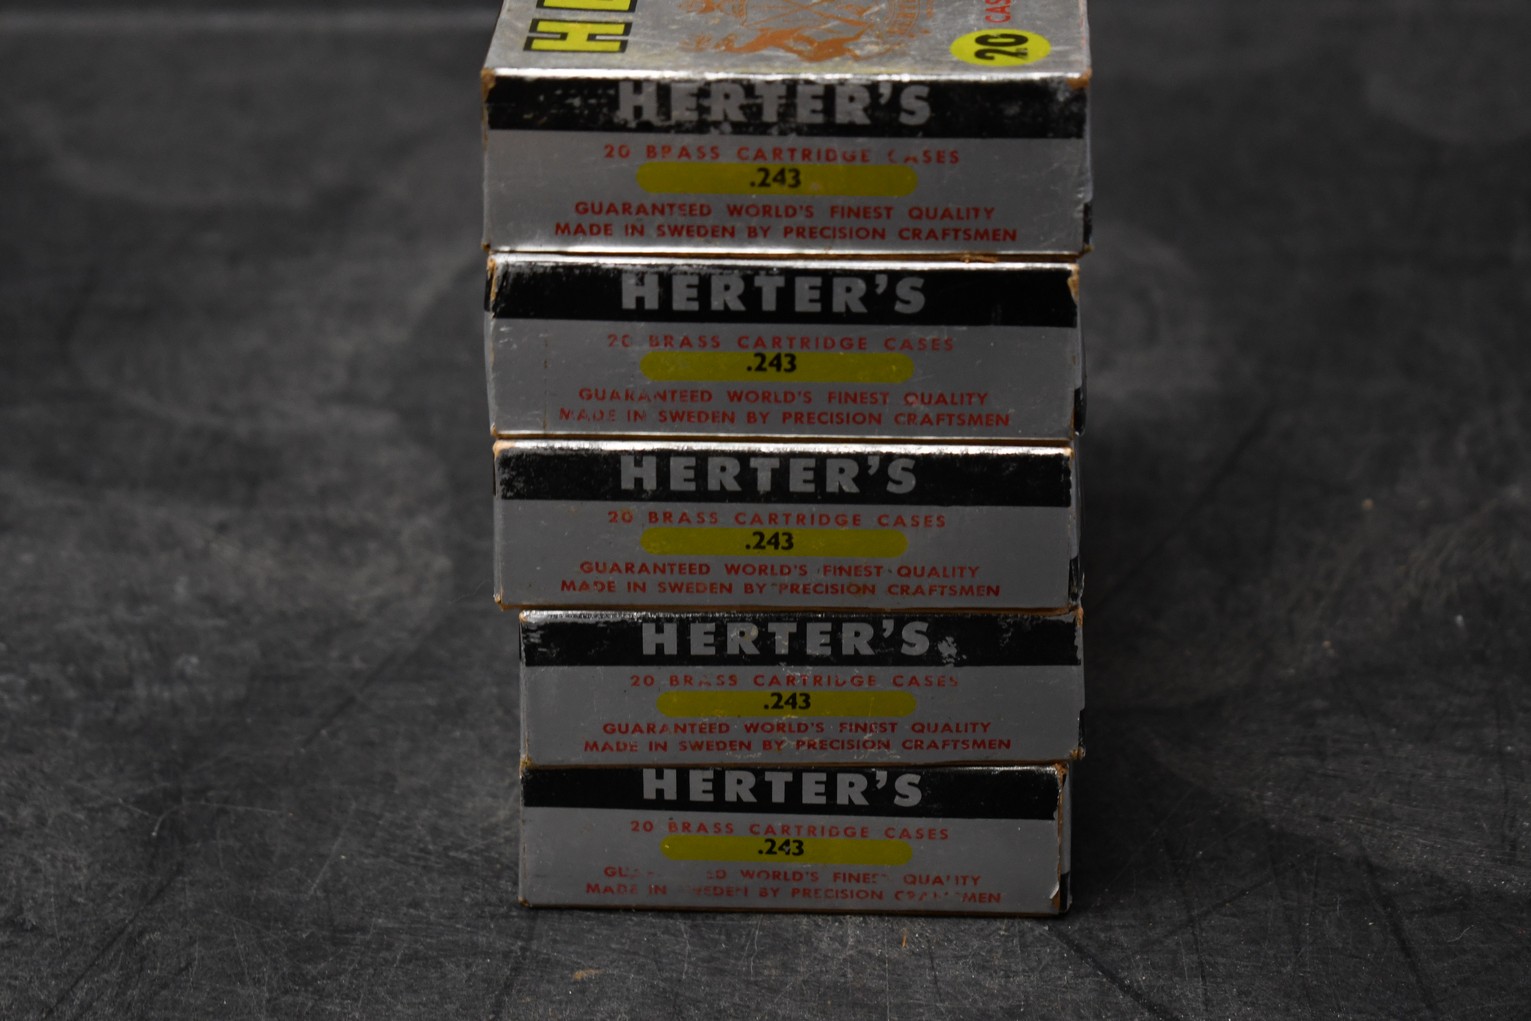 20 CAS
HERTER'S
20 BRASS CARTRIDGE CASES
.243
GUARANTEED WORLD'S FINEST QUALITY
MADE IN SWEDEN BY PRECISION CRAFTSMEN
HERTER'S
20 BRASS CARTRIDGE CASES
.243
GUARANTEED WORLD'S FINEST QUALITY
MADE IN SWEDEN BY PRECISION CRAFTSMEN
HERTER'S
20 BRASS CARTRIDGE CASES
.243
GUARANTEED WORLD'S FINEST QUALITY
MADE IN SWEDEN BY PRECISION CRAFTSMEN
HERTER'S
20 BRASS CARTRIDGE CASES
.243
GUARANTEED WORLD'S FINEST QUALITY
MADE IN SWEDEN BY PRECISION CRAFTSMEN
HERTER'S
20 BRASS CARTRIDGE CASES
.243
WORLD'S FINEST QUALITY
MADE IN SWEDEN BY PRECISION CRAFTSMEN